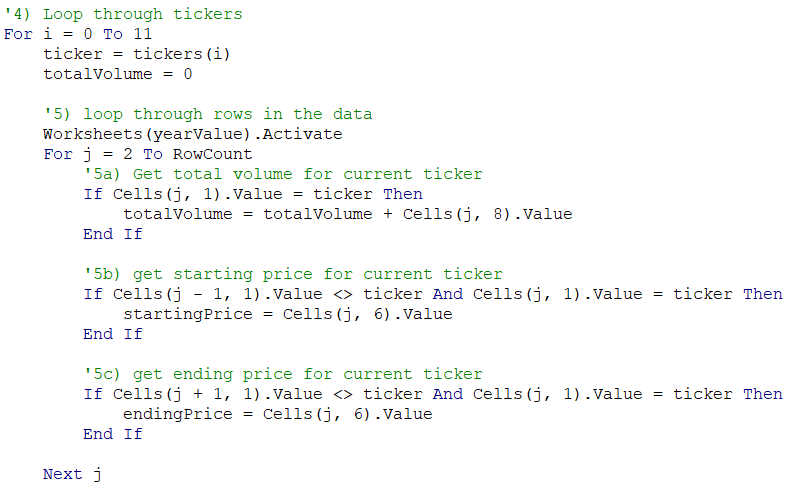 '4) Loop through tickers
For i = 0 To 11
    ticker = tickers(i)
    totalVolume = 0

    '5) loop through rows in the data
    Worksheets(yearValue).Activate
    For j = 2 To RowCount
        '5a) Get total volume for current ticker
        If Cells(j, 1).Value = ticker Then
            totalVolume = totalVolume + Cells(j, 8).Value
        End If

        '5b) get starting price for current ticker
        If Cells(j - 1, 1).Value <> ticker And Cells(j, 1).Value = ticker Then
            startingPrice = Cells(j, 6).Value
        End If

        '5c) get ending price for current ticker
        If Cells(j + 1, 1).Value <> ticker And Cells(j, 1).Value = ticker Then
            endingPrice = Cells(j, 6).Value
        End If

    Next j